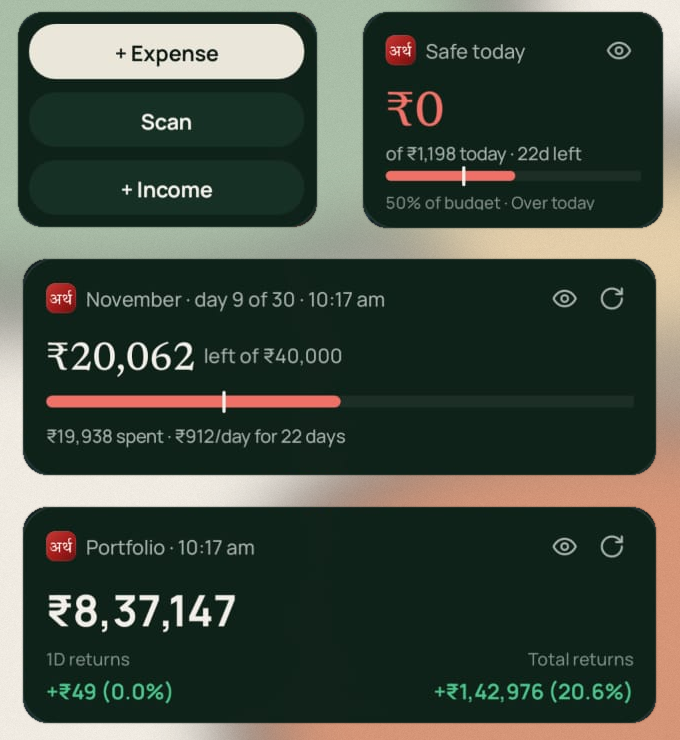 + Expense
Scan
+ Income
अर्थ Safe today
₹0
of ₹1,198 today · 22d left
50% of budget · Over today
अर्थ November · day 9 of 30 · 10:17 am
₹20,062 left of ₹40,000
₹19,938 spent · ₹912/day for 22 days
अर्थ Portfolio · 10:17 am
₹8,37,147
1D returns Total returns
+₹49 (0.0%) +₹1,42,976 (20.6%)